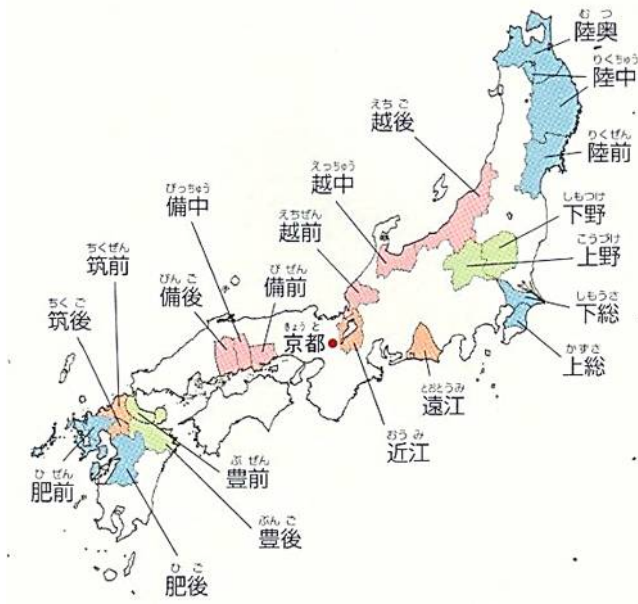 むつ
陸奥
りくちゅう
陸中
りくぜん
陸前
えちご
越後
えっちゅう
越中
えちぜん
越前
しもつけ
下野
こうづけ
上野
しもうさ
下総
かずさ
上総
びっちゅう
備中
びんご
備後
びぜん
備前
ちくぜん
筑前
ちくご
筑後
きょうと
京都
とおとうみ
遠江
おうみ
近江
ぶぜん
豊前
ぶんご
豊後
ひぜん
肥前
ひご
肥後